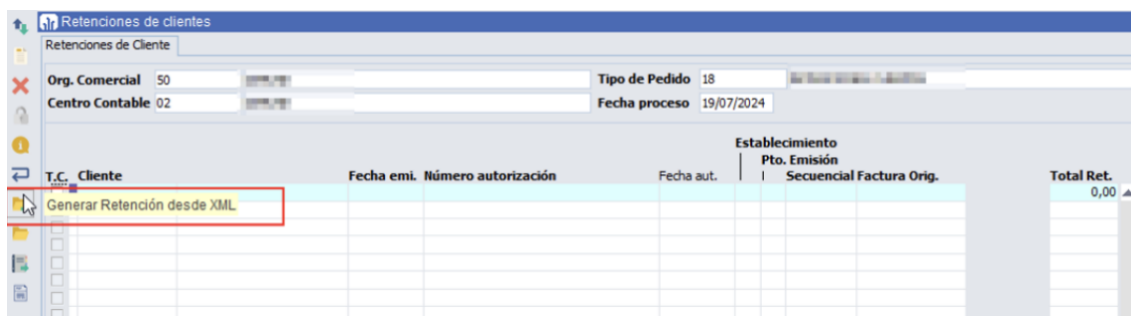 Retenciones de clientes
Retenciones de Cliente
Org. Comercial 50 Tipo de Pedido 18
Centro Contable 02 Fecha proceso 19/07/2024
Establecimiento
Pto. Emisión
T.C. Cliente Fecha emi. Número autorización Fecha aut. Secuencial Factura Orig. Total Ret.
0,00
Generar Retención desde XML